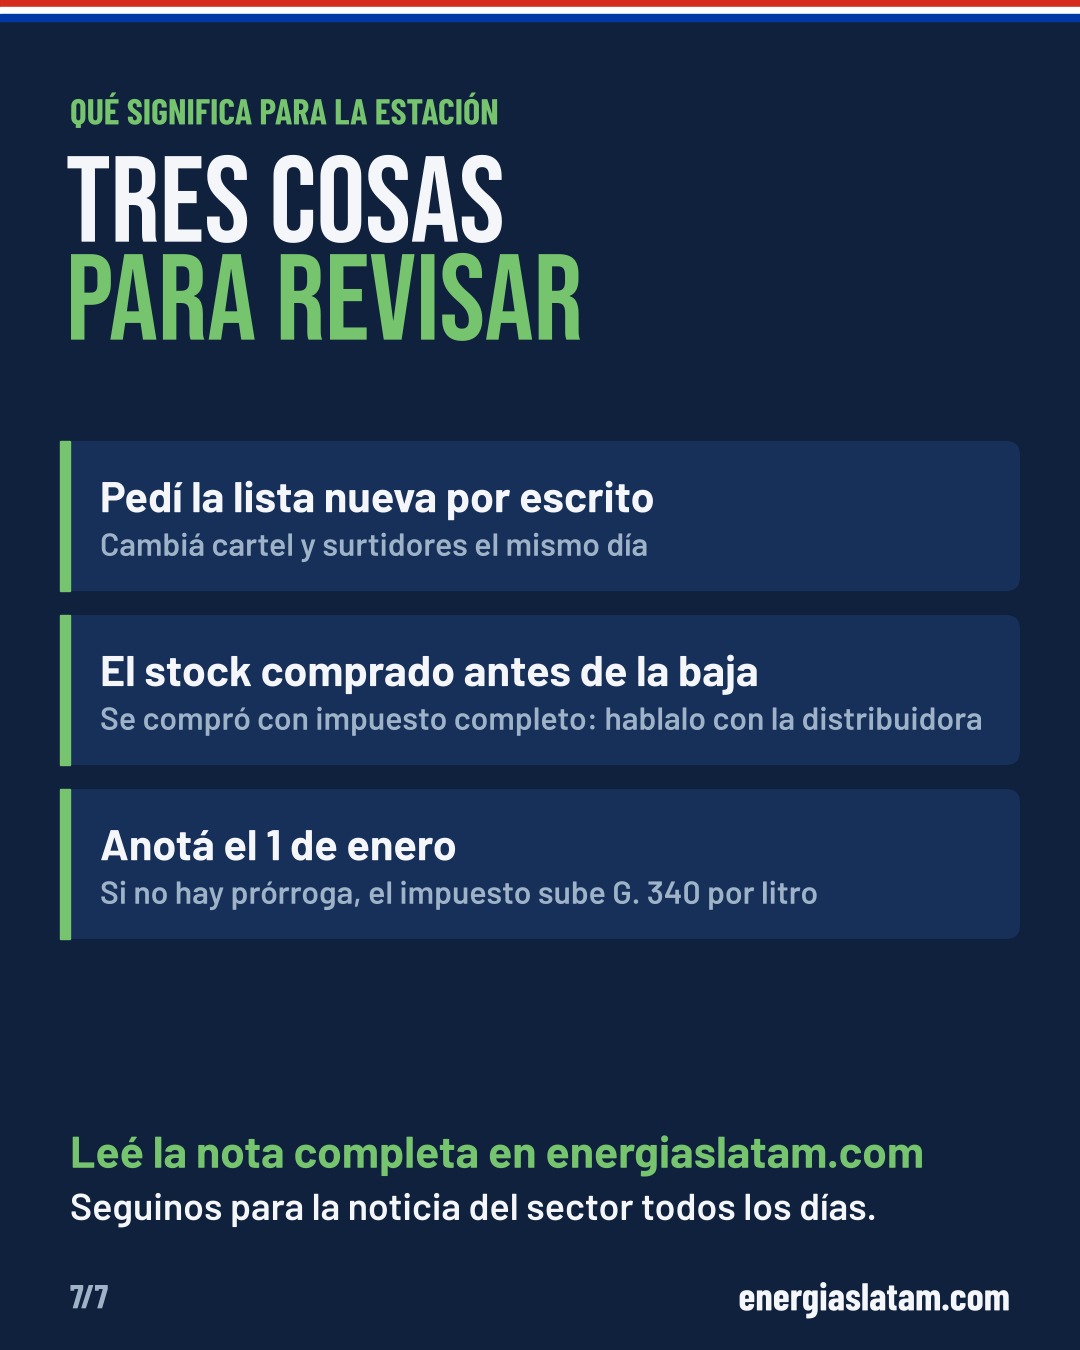 QUÉ SIGNIFICA PARA LA ESTACIÓN
TRES COSAS
PARA REVISAR
Pedí la lista nueva por escrito
Cambiá cartel y surtidores el mismo día
El stock comprado antes de la baja
Se compró con impuesto completo: hablalo con la distribuidora
Anotá el 1 de enero
Si no hay prórroga, el impuesto sube G. 340 por litro
Leé la nota completa en energiaslatam.com
Seguinos para la noticia del sector todos los días.
7/7
energiaslatam.com